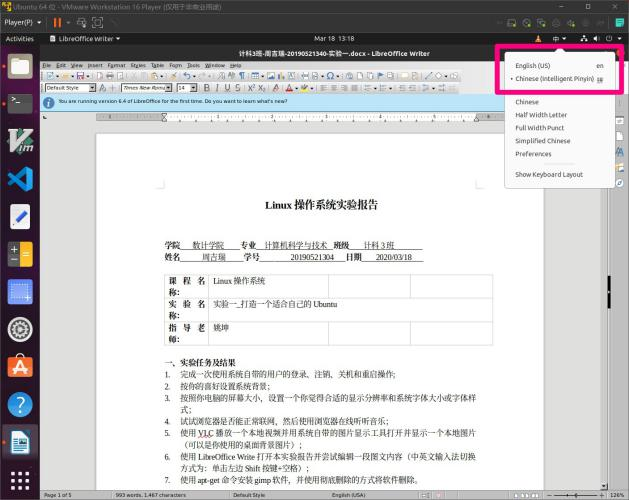 Ubuntu 64 位 - VMware Workstation 16 Player (仅用于非商业用途)
Player(P)
Activities
LibreOffice Writer
Mar 18 13:18
中
计科3班-周吉瑞-20190521340-实验一.docx - LibreOffice Writer
File Edit View Insert Format Styles Table Form Tools Window Help
Default Style
Times New Roma
14
You are running version 6.4 of LibreOffice for the first time. Do you want to learn what's new?
English (US) en
Chinese (Intelligent Pinyin)
Chinese
Half Width Letter
Full Width Punct
Simplified Chinese
Preferences
Show Keyboard Layout
Linux 操作系统实验报告
学院 数计学院 专业 计算机科学与技术 班级 计科 3 班
姓名 周吉瑞 学号 20190521304 日期 2020/03/18
课 程 名 称: Linux 操作系统
实 验 名 称: 实验一_打造一个适合自己的 Ubuntu
指 导 老 师: 姚坤
一、实验任务及结果
1. 完成一次使用系统自带的用户的登录、注销、关机和重启操作;
2. 按你的喜好设置系统背景;
3. 按照你电脑的屏幕大小,设置一个你觉得合适的显示分辨率和系统字体大小或字体样
式;
4. 试试浏览器是否能正常联网,然后使用浏览器在线听听音乐;
5. 使用 VLC 播放一个本地视频并用系统自带的图片显示工具打开并显示一个本地图片
(可以是你使用的桌面背景图片);
6. 使用 LibreOffice Write 打开本实验报告并尝试编辑一段图文内容(中英文输入法切换
方式为:单击左边 Shift 按键+空格);
7. 使用 apt-get 命令安装 gimp 软件,并使用彻底删除的方式将软件删除。
Page 1 of 5
993 words, 1,467 characters
Default Style
English (USA)
126%